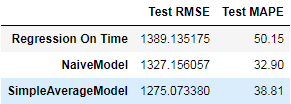 Test RMSE Test MAPE
Regression On Time 1389.135175 50.15
NaiveModel 1327.156057 32.90
SimpleAverageModel 1275.073380 38.81